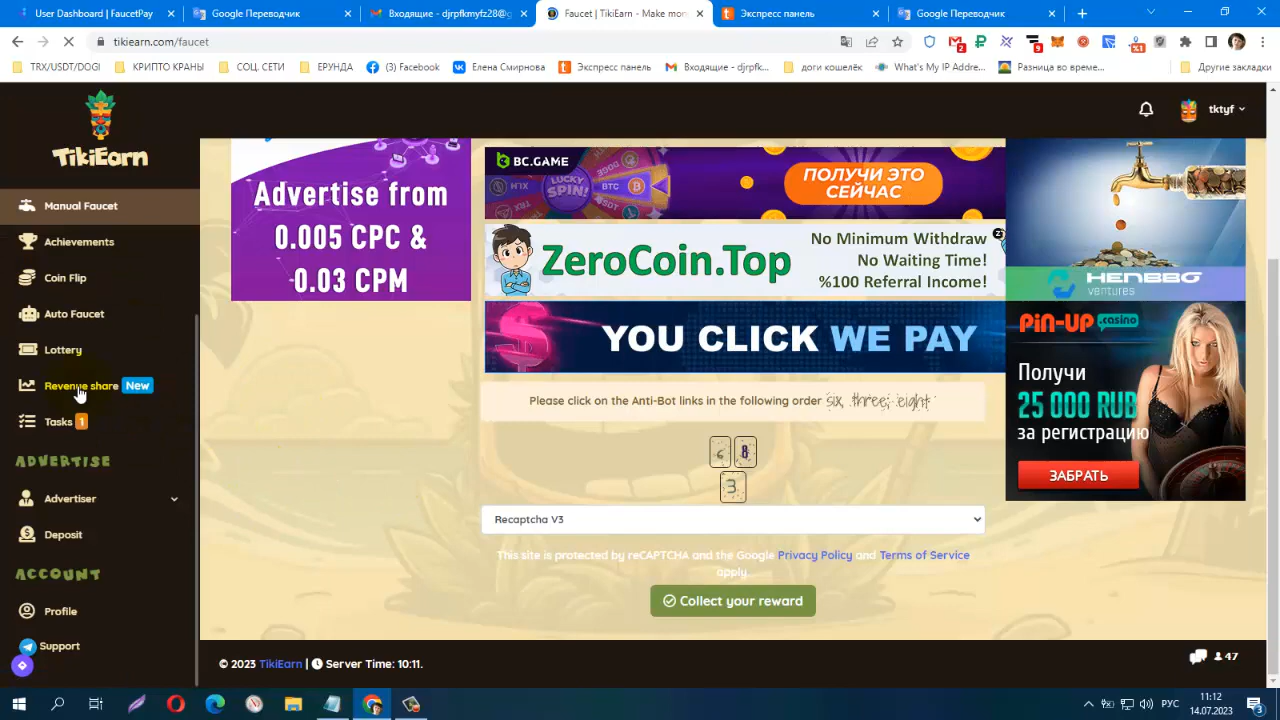 User Dashboard | FaucetPay
Google Переводчик
Входящие - djrpfkmyfz28@g
Faucet | TikiEarn - Make mon
Экспресс панель
Google Переводчик
tikiearn.com/faucet
TRX/USDT/DOGI
КРИПТО КРАНЫ
СОЦ. СЕТИ
ЕРУНДА
(3) Facebook
Елена Смирнова
Экспресс панель
Входящие - djrpfk...
доги кошелёк
What's My IP Addre...
Разница во време...
Другие закладки
TikiEarn
tktyf
Manual Faucet
Achievements
Coin Flip
Auto Faucet
Lottery
Revenue share New
Tasks 1
ADVERTISE
Advertiser
Deposit
ACCOUNT
Profile
Support
Advertise from
0.005 CPC &
0.03 CPM
BC.GAME
LUCKY SPIN!
BTC
ПОЛУЧИ ЭТО
СЕЙЧАС
ZeroCoin.Top
No Minimum Withdraw
No Waiting Time!
%100 Referral Income!
YOU CLICK WE PAY
Please click on the Anti-Bot links in the following order six, three, eight
6 8
3
Recaptcha V3
This site is protected by reCAPTCHA and the Google Privacy Policy and Terms of Service
apply.
Collect your reward
HENBBG
ventures
PiN-UP.casino
Получи
25 000 RUB
за регистрацию
ЗАБРАТЬ
© 2023 TikiEarn | Server Time: 10:11.
47
РУС
11:12
14.07.2023
3